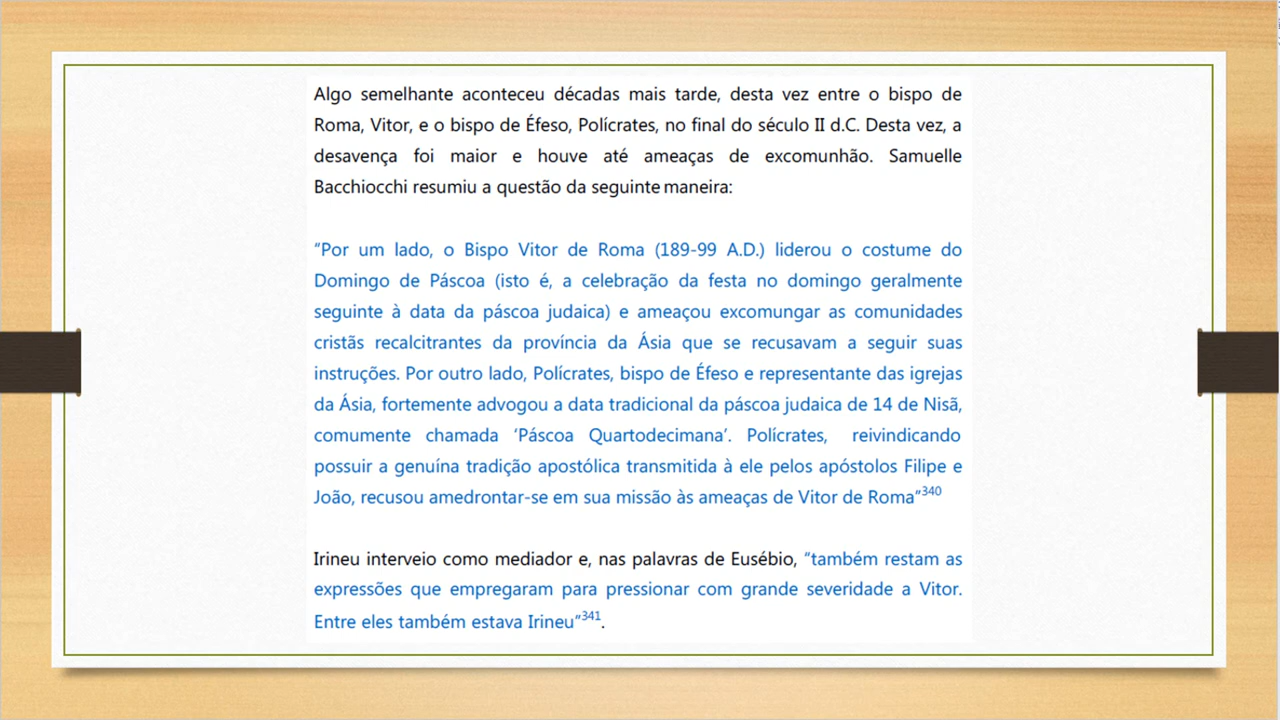 Algo semelhante aconteceu décadas mais tarde, desta vez entre o bispo de
Roma, Vitor, e o bispo de Éfeso, Polícrates, no final do século II d.C. Desta vez, a
desavença foi maior e houve até ameaças de excomunhão. Samuelle
Bacchiocchi resumiu a questão da seguinte maneira:
“Por um lado, o Bispo Vitor de Roma (189-99 A.D.) liderou o costume do
Domingo de Páscoa (isto é, a celebração da festa no domingo geralmente
seguinte à data da páscoa judaica) e ameaçou excomungar as comunidades
cristãs recalcitrantes da província da Ásia que se recusavam a seguir suas
instruções. Por outro lado, Polícrates, bispo de Éfeso e representante das igrejas
da Ásia, fortemente advogou a data tradicional da páscoa judaica de 14 de Nisã,
comumente chamada ‘Páscoa Quartodecimana’. Polícrates, reivindicando
possuir a genuína tradição apostólica transmitida à ele pelos apóstolos Filipe e
João, recusou amedrontar-se em sua missão às ameaças de Vitor de Roma”340
Irineu interveio como mediador e, nas palavras de Eusébio, “também restam as
expressões que empregaram para pressionar com grande severidade a Vitor.
Entre eles também estava Irineu”341.